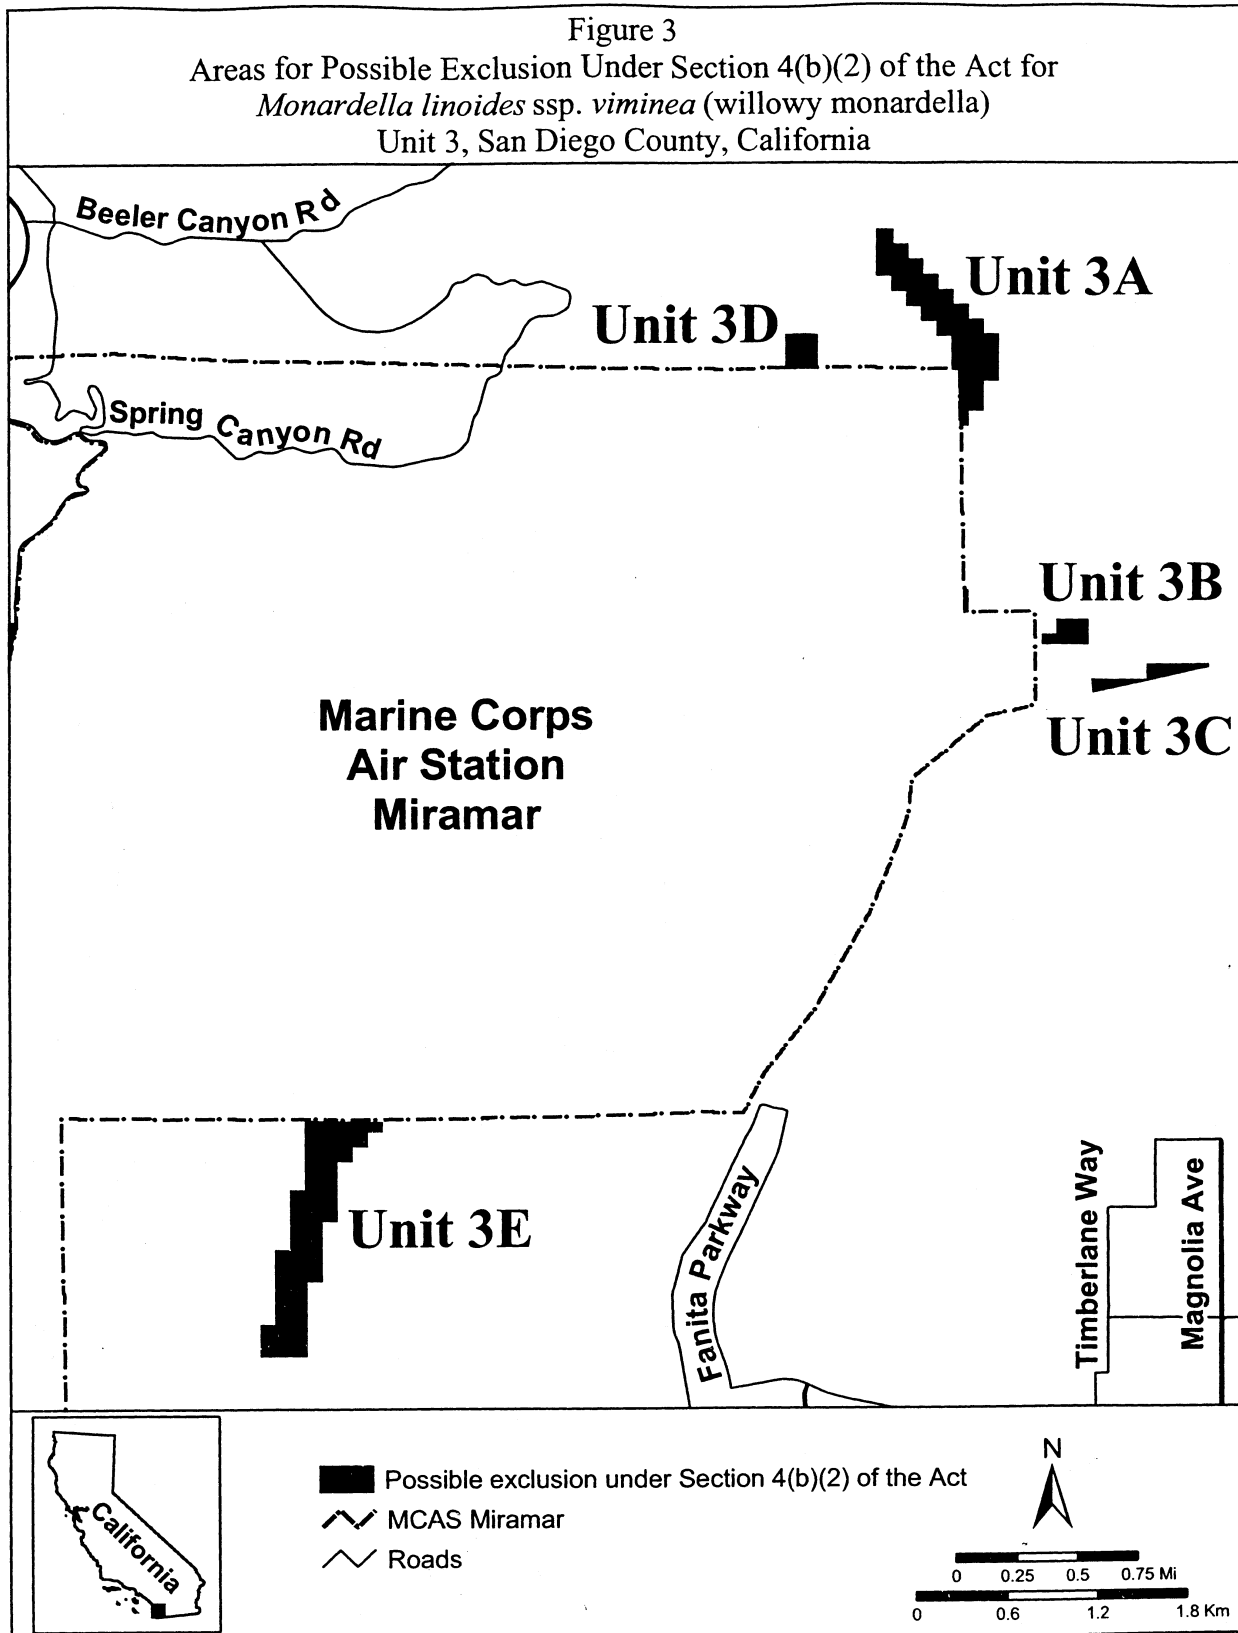 Figure 3
Areas for Possible Exclusion Under Section 4(b)(2) of the Act for
Monardella linoides ssp. viminea (willowy monardella)
Unit 3, San Diego County, California
Beeler Canyon Rd
Unit 3A
Unit 3D
Spring Canyon Rd
Unit 3B
Unit 3C
Marine Corps
Air Station
Miramar
Unit 3E
Fanita Parkway
Timberlane Way
Magnolia Ave
California
Possible exclusion under Section 4(b)(2) of the Act
MCAS Miramar
Roads
N
0 0.25 0.5 0.75 Mi
0 0.6 1.2 1.8 Km